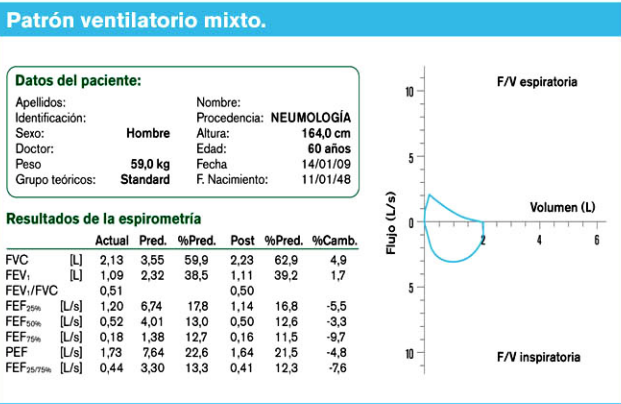 Patrón ventilatorio mixto.
Datos del paciente:
Apellidos: Nombre:
Identificación: Procedencia: NEUMOLOGÍA
Sexo: Hombre Altura: 164,0 cm
Doctor: Edad: 60 años
Peso 59,0 kg Fecha 14/01/09
Grupo teóricos: Standard F. Nacimiento: 11/01/48
Resultados de la espirometría
Actual Pred. %Pred. Post %Pred. %Camb.
FVC [L] 2,13 3,55 59,9 2,23 62,9 4,9
FEV₁ [L] 1,09 2,32 38,5 1,11 39,2 1,7
FEV₁/FVC 0,51 0,50
FEF25% [L/s] 1,20 6,74 17,8 1,14 16,8 -5,5
FEF50% [L/s] 0,52 4,01 13,0 0,50 12,6 -3,3
FEF75% [L/s] 0,18 1,38 12,7 0,16 11,5 -9,7
PEF [L/s] 1,73 7,64 22,6 1,64 21,5 -4,8
FEF25/75% [L/s] 0,44 3,30 13,3 0,41 12,3 -7,6
F/V espiratoria
10
5
Flujo (L/s)
0
Volumen (L)
2 4 6
5
10
F/V inspiratoria